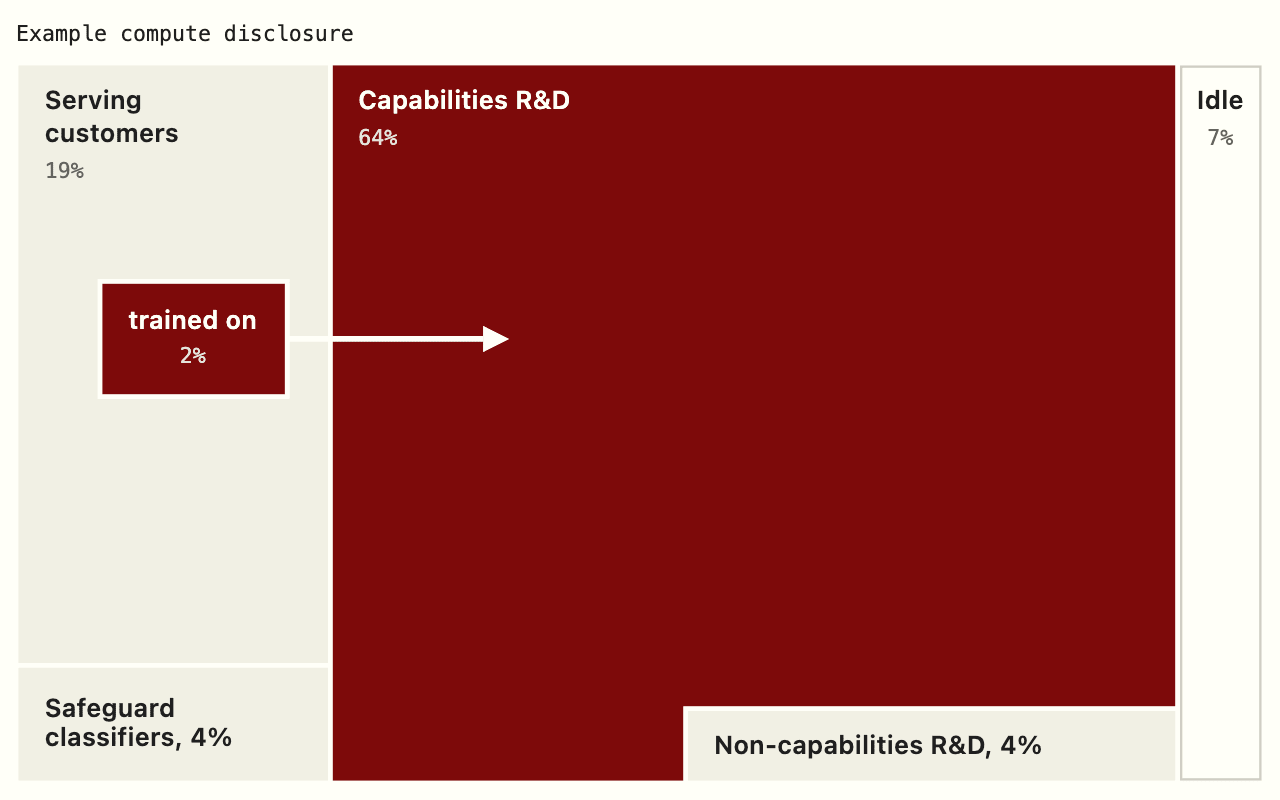 Example compute disclosure
Serving
customers
19%
Capabilities R&D
64%
Idle
7%
trained on
2%
Safeguard
classifiers, 4%
Non-capabilities R&D, 4%